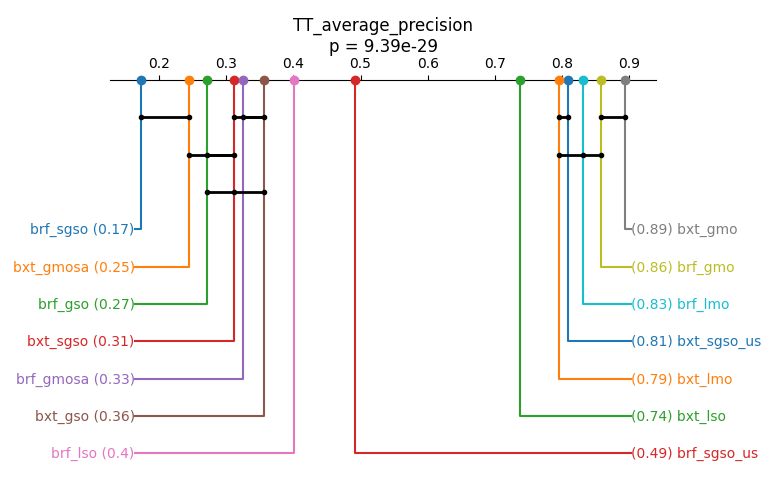 TT_average_precision
p = 9.39e-29
0.2 0.3 0.4 0.5 0.6 0.7 0.8 0.9
brf_sgso (0.17) (0.89) bxt_gmo
bxt_gmosa (0.25) (0.86) brf_gmo
brf_gso (0.27) (0.83) brf_lmo
bxt_sgso (0.31) (0.81) bxt_sgso_us
brf_gmosa (0.33) (0.79) bxt_lmo
bxt_gso (0.36) (0.74) bxt_lso
brf_lso (0.4) (0.49) brf_sgso_us